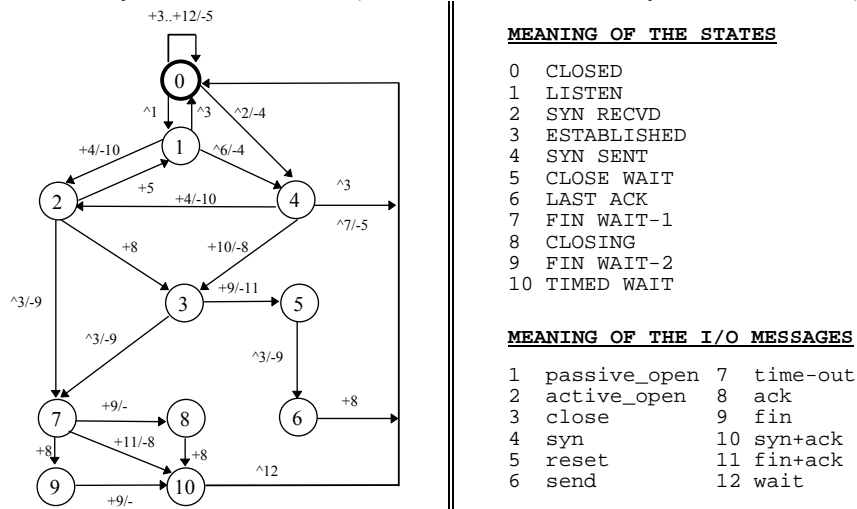 +3..+12/-5
0
^1
^3
^2/-4
1
+4/-10
^6/-4
+5
2
+4/-10
4
^3
^7/-5
+8
+10/-8
3
+9/-11
5
^3/-9
^3/-9
^3/-9
7
+9/-
8
6
+8
+8
+11/-8
+8
9
+9/-
10
^12
MEANING OF THE STATES
0 CLOSED
1 LISTEN
2 SYN RECVD
3 ESTABLISHED
4 SYN SENT
5 CLOSE WAIT
6 LAST ACK
7 FIN WAIT-1
8 CLOSING
9 FIN WAIT-2
10 TIMED WAIT
MEANING OF THE I/O MESSAGES
1 passive_open 7 time-out
2 active_open 8 ack
3 close 9 fin
4 syn 10 syn+ack
5 reset 11 fin+ack
6 send 12 wait